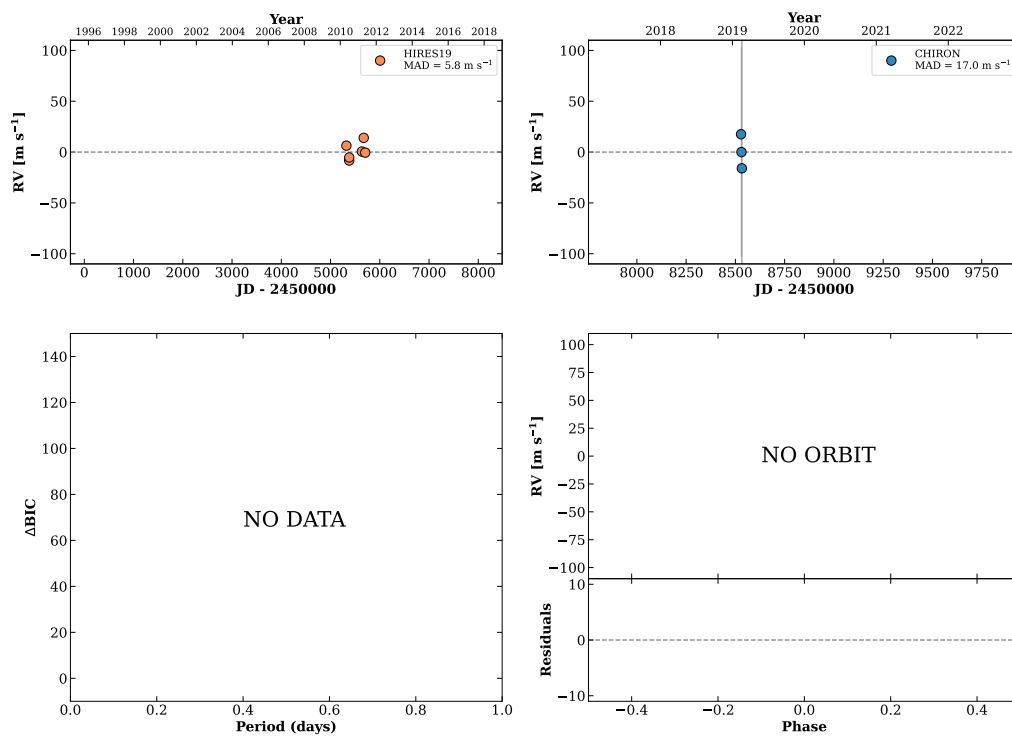 Year
1996 1998 2000 2002 2004 2006 2008 2010 2012 2014 2016 2018
HIRES19
MAD = 5.8 m s⁻¹
RV [m s⁻¹]
100
50
0
−50
−100
0 1000 2000 3000 4000 5000 6000 7000 8000
JD - 2450000
Year
2018 2019 2020 2021 2022
CHIRON
MAD = 17.0 m s⁻¹
RV [m s⁻¹]
100
50
0
−50
−100
8000 8250 8500 8750 9000 9250 9500 9750
JD - 2450000
ΔBIC
140
120
100
80
60
40
20
0
NO DATA
0.0 0.2 0.4 0.6 0.8 1.0
Period (days)
RV [m s⁻¹]
100
75
50
25
0
−25
−50
−75
−100
NO ORBIT
Residuals
10
0
−10
−0.4 −0.2 0.0 0.2 0.4
Phase